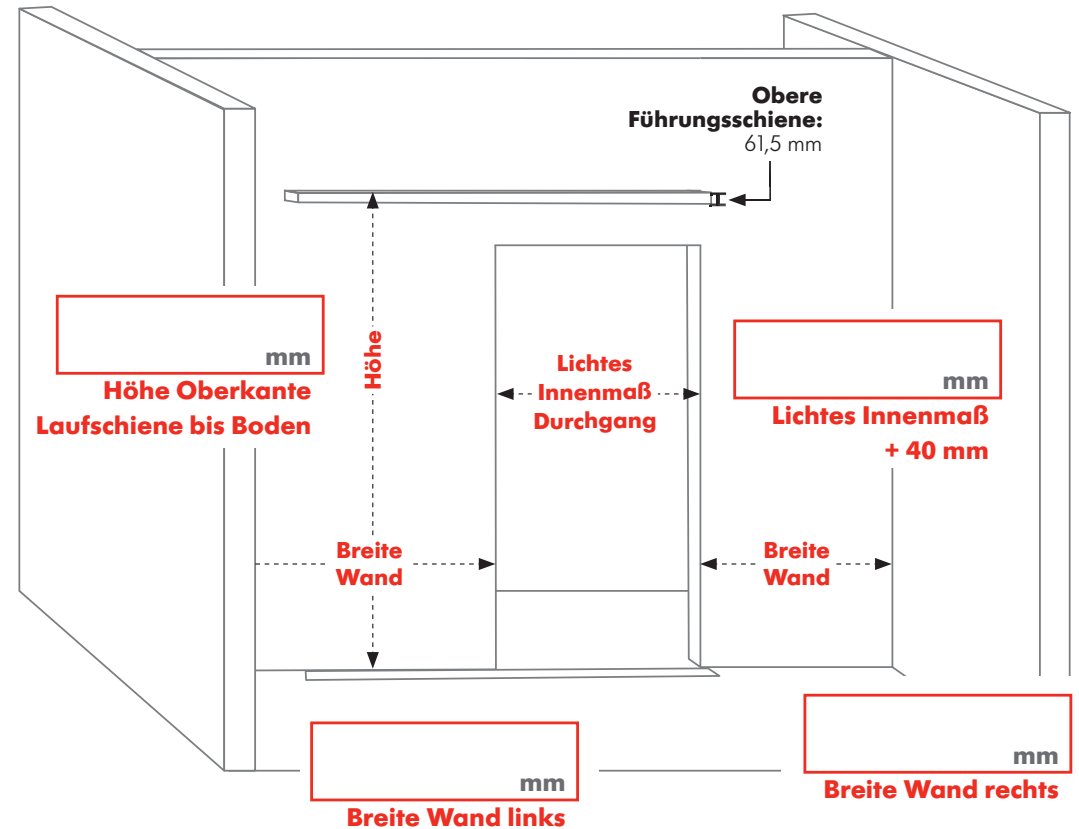 Obere
Führungsschiene:
61,5 mm
mm
Höhe Oberkante
Laufschiene bis Boden
Höhe
Lichtes
Innenmaß
Durchgang
mm
Lichtes Innenmaß
+ 40 mm
Breite
Wand
Breite
Wand
mm
Breite Wand links
mm
Breite Wand rechts